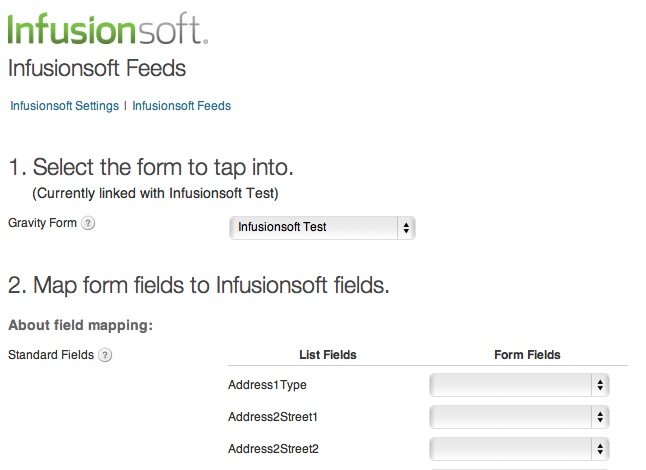 Infusionsoft.
Infusionsoft Feeds
Infusionsoft Settings | Infusionsoft Feeds
1. Select the form to tap into.
(Currently linked with Infusionsoft Test)
Gravity Form ?
Infusionsoft Test
2. Map form fields to Infusionsoft fields.
About field mapping:
Standard Fields ?
List Fields Form Fields
Address1Type
Address2Street1
Address2Street2